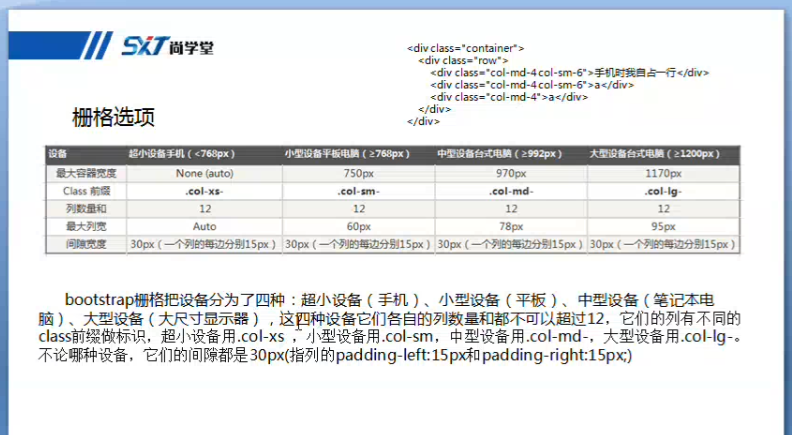 SXT尚学堂
<div class="container">
<div class="row">
<div class="col-md-4 col-sm-6">手机时我自占一行</div>
<div class="col-md-4 col-sm-6">a</div>
<div class="col-md-4">a</div>
</div>
</div>
栅格选项
设备 超小设备手机（<768px） 小型设备平板电脑（≥768px） 中型设备台式电脑（≥992px） 大型设备台式电脑（≥1200px）
最大容器宽度 None (auto) 750px 970px 1170px
Class 前缀 .col-xs- .col-sm- .col-md- .col-lg-
列数量和 12 12 12 12
最大列宽 Auto 60px 78px 95px
间隙宽度 30px（一个列的每边分别15px） 30px（一个列的每边分别15px） 30px（一个列的每边分别15px） 30px（一个列的每边分别15px）
bootstrap栅格把设备分为了四种：超小设备（手机）、小型设备（平板）、中型设备（笔记本电
脑）、大型设备（大尺寸显示器），这四种设备它们各自的列数量和都不可以超过12，它们的列有不同的
class前缀做标识，超小设备用.col-xs ，小型设备用.col-sm，中型设备用.col-md-，大型设备用.col-lg-。
不论哪种设备，它们的间隙都是30px(指列的padding-left:15px和padding-right:15px;)